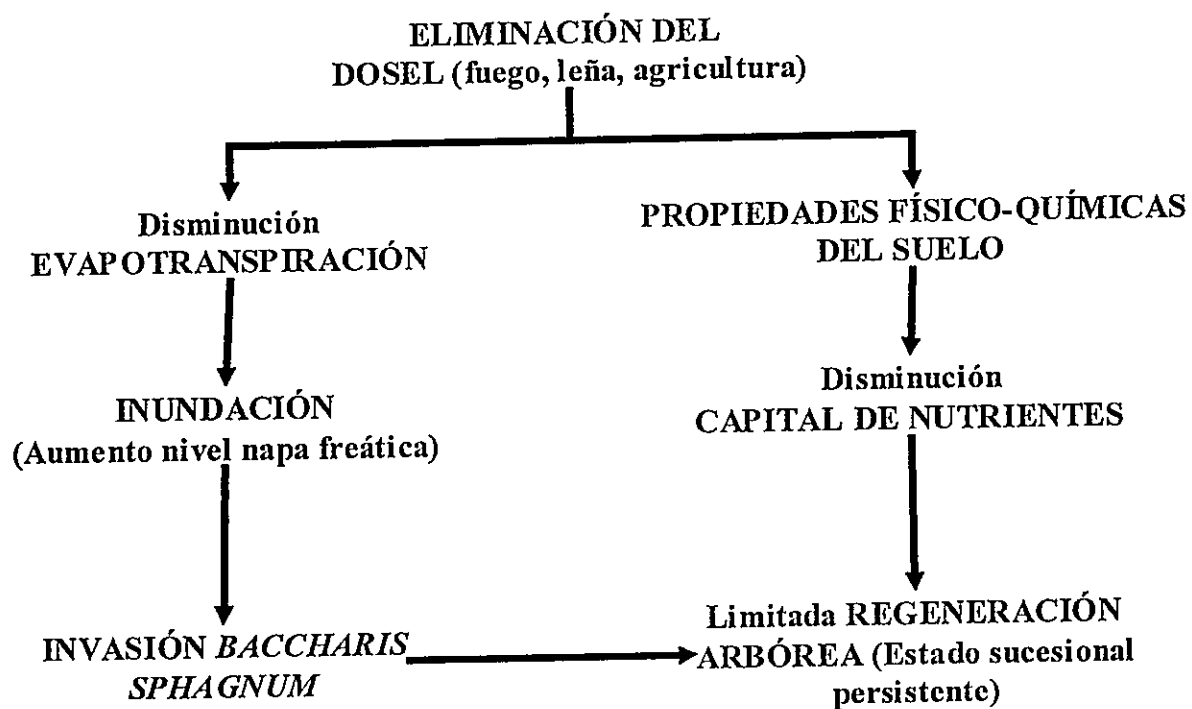 ELIMINACIÓN DEL
DOSEL (fuego, leña, agricultura)
Disminución
EVAPOTRANSPIRACIÓN
PROPIEDADES FÍSICO-QUÍMICAS
DEL SUELO
INUNDACIÓN
(Aumento nivel napa freática)
Disminución
CAPITAL DE NUTRIENTES
INVASIÓN BACCHARIS
SPHAGNUM
Limitada REGENERACIÓN
ARBÓREA (Estado sucesional
persistente)